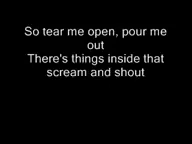 So tear me open, pour me
out
There's things inside that
scream and shout